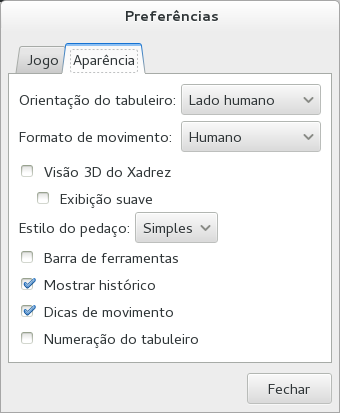 Preferências
Jogo Aparência
Orientação do tabuleiro: Lado humano
Formato de movimento: Humano
Visão 3D do Xadrez
Exibição suave
Estilo do pedaço: Simples
Barra de ferramentas
Mostrar histórico
Dicas de movimento
Numeração do tabuleiro
Fechar